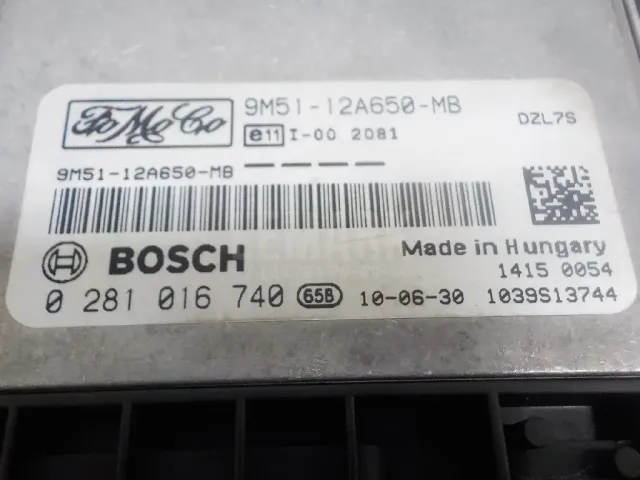 FoMoCo 9M51-12A650-MB DZL7S
e11 I-00 2081
9M51-12A650-MB
BOSCH Made in Hungary
1415 0054
0 281 016 740 65B 10-06-30 1039S13744